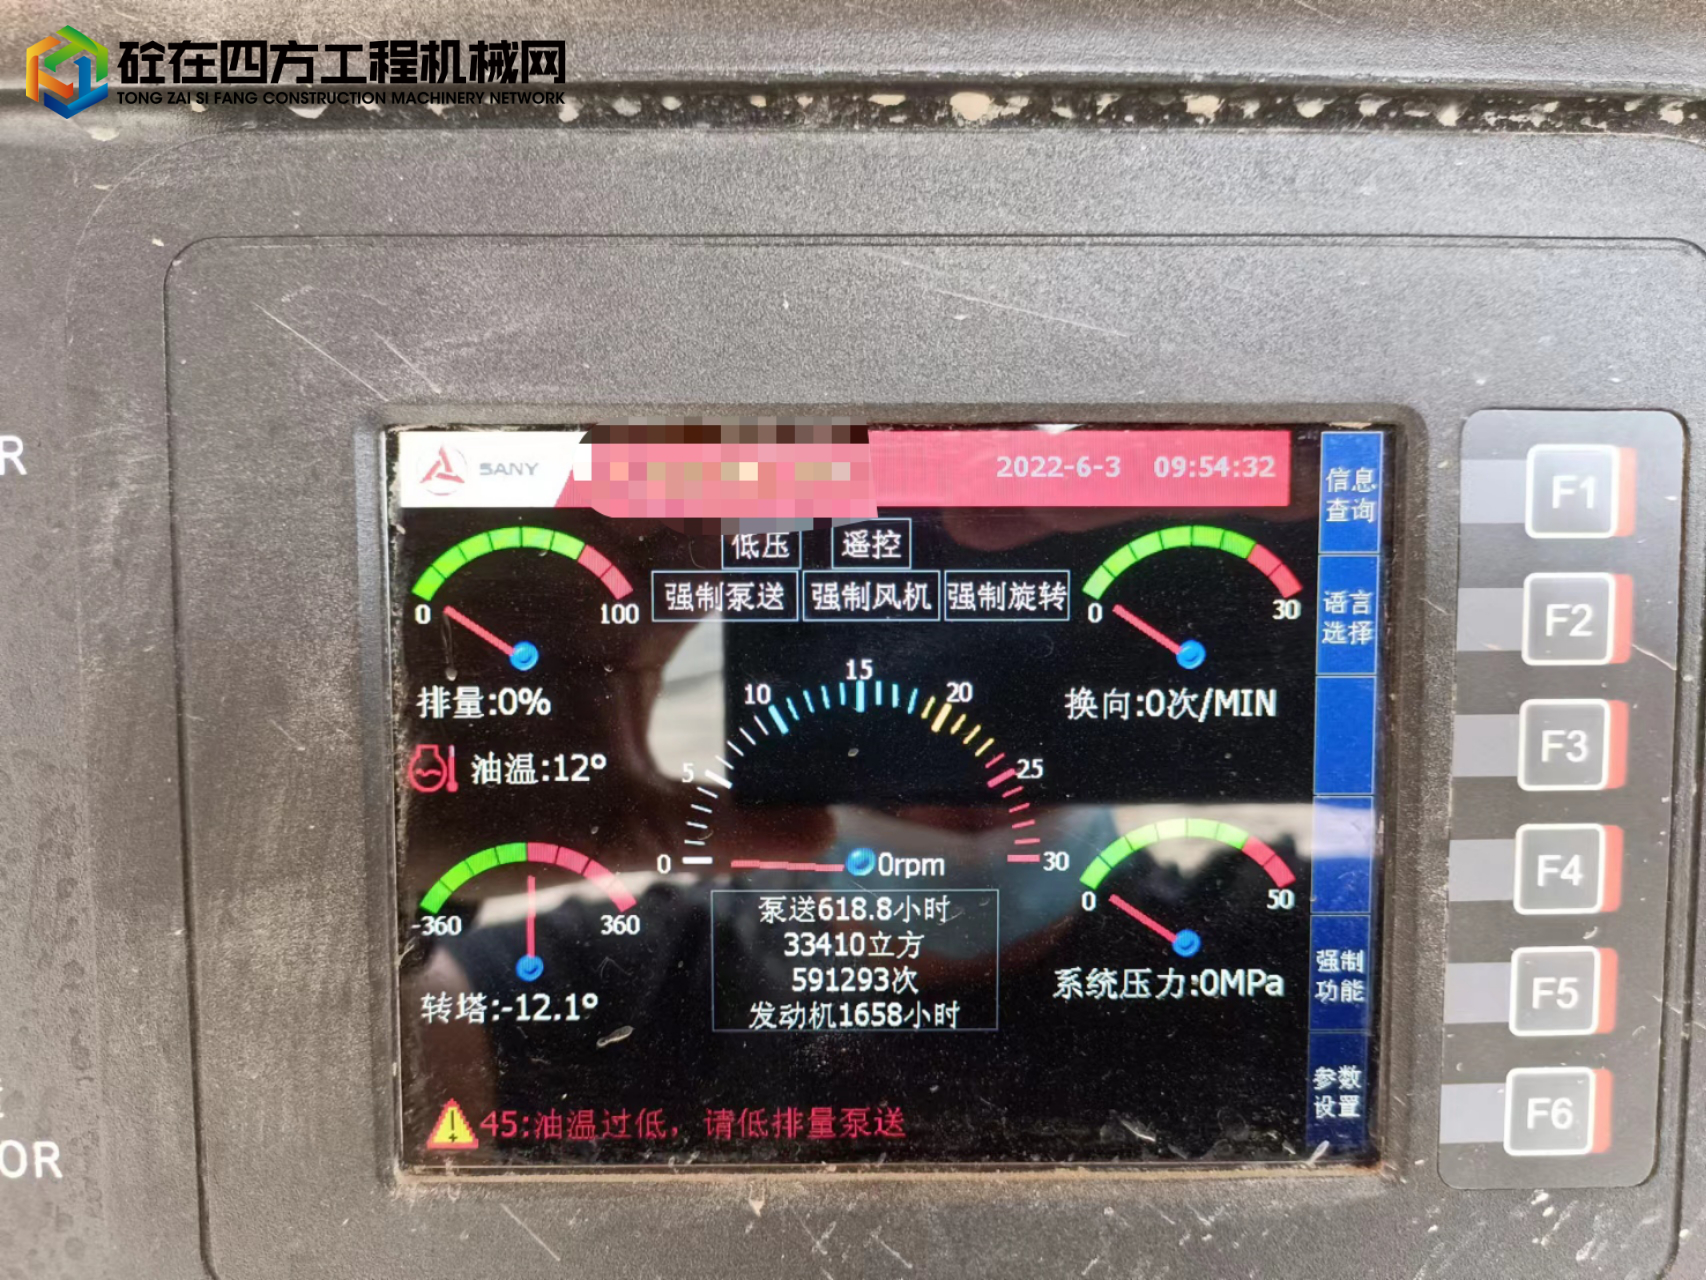 砼在四方工程机械网
TONG ZAI SI FANG CONSTRUCTION MACHINERY NETWORK
SANY
2022-6-3 09:54:32
信息
查询
F1
低压 遥控
强制泵送 强制风机 强制旋转
0 100
0 30
语言
选择
F2
排量:0%
换向:0次/MIN
F3
油温:12°
0 5 10 15 20 25 30
0rpm
F4
-360 360
0 50
泵送618.8小时
33410立方
591293次
发动机1658小时
转塔:-12.1°
系统压力:0MPa
强制
功能
F5
45:油温过低，请低排量泵送
参数
设置
F6
R
OR